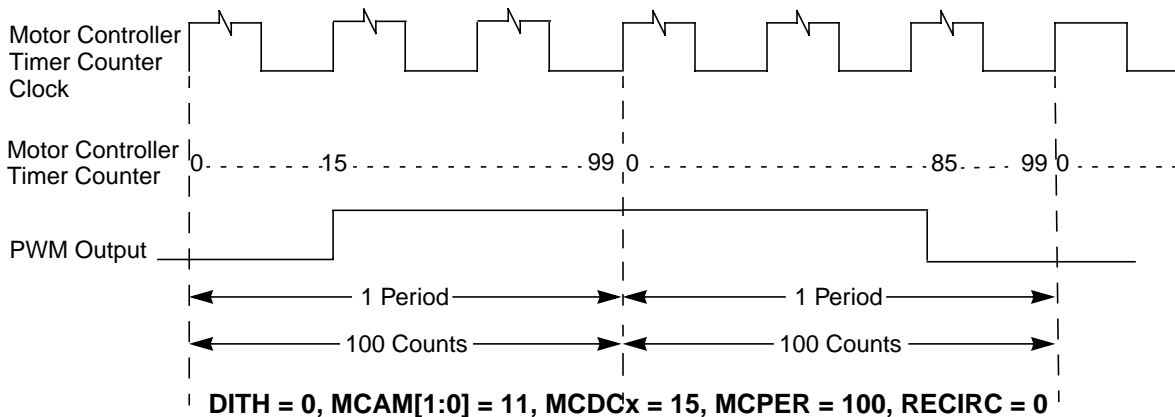 Motor Controller
Timer Counter
Clock
Motor Controller
Timer Counter
0 15 99 0 85 99 0
PWM Output
1 Period 1 Period
100 Counts 100 Counts
DITH = 0, MCAM[1:0] = 11, MCDCx = 15, MCPER = 100, RECIRC = 0